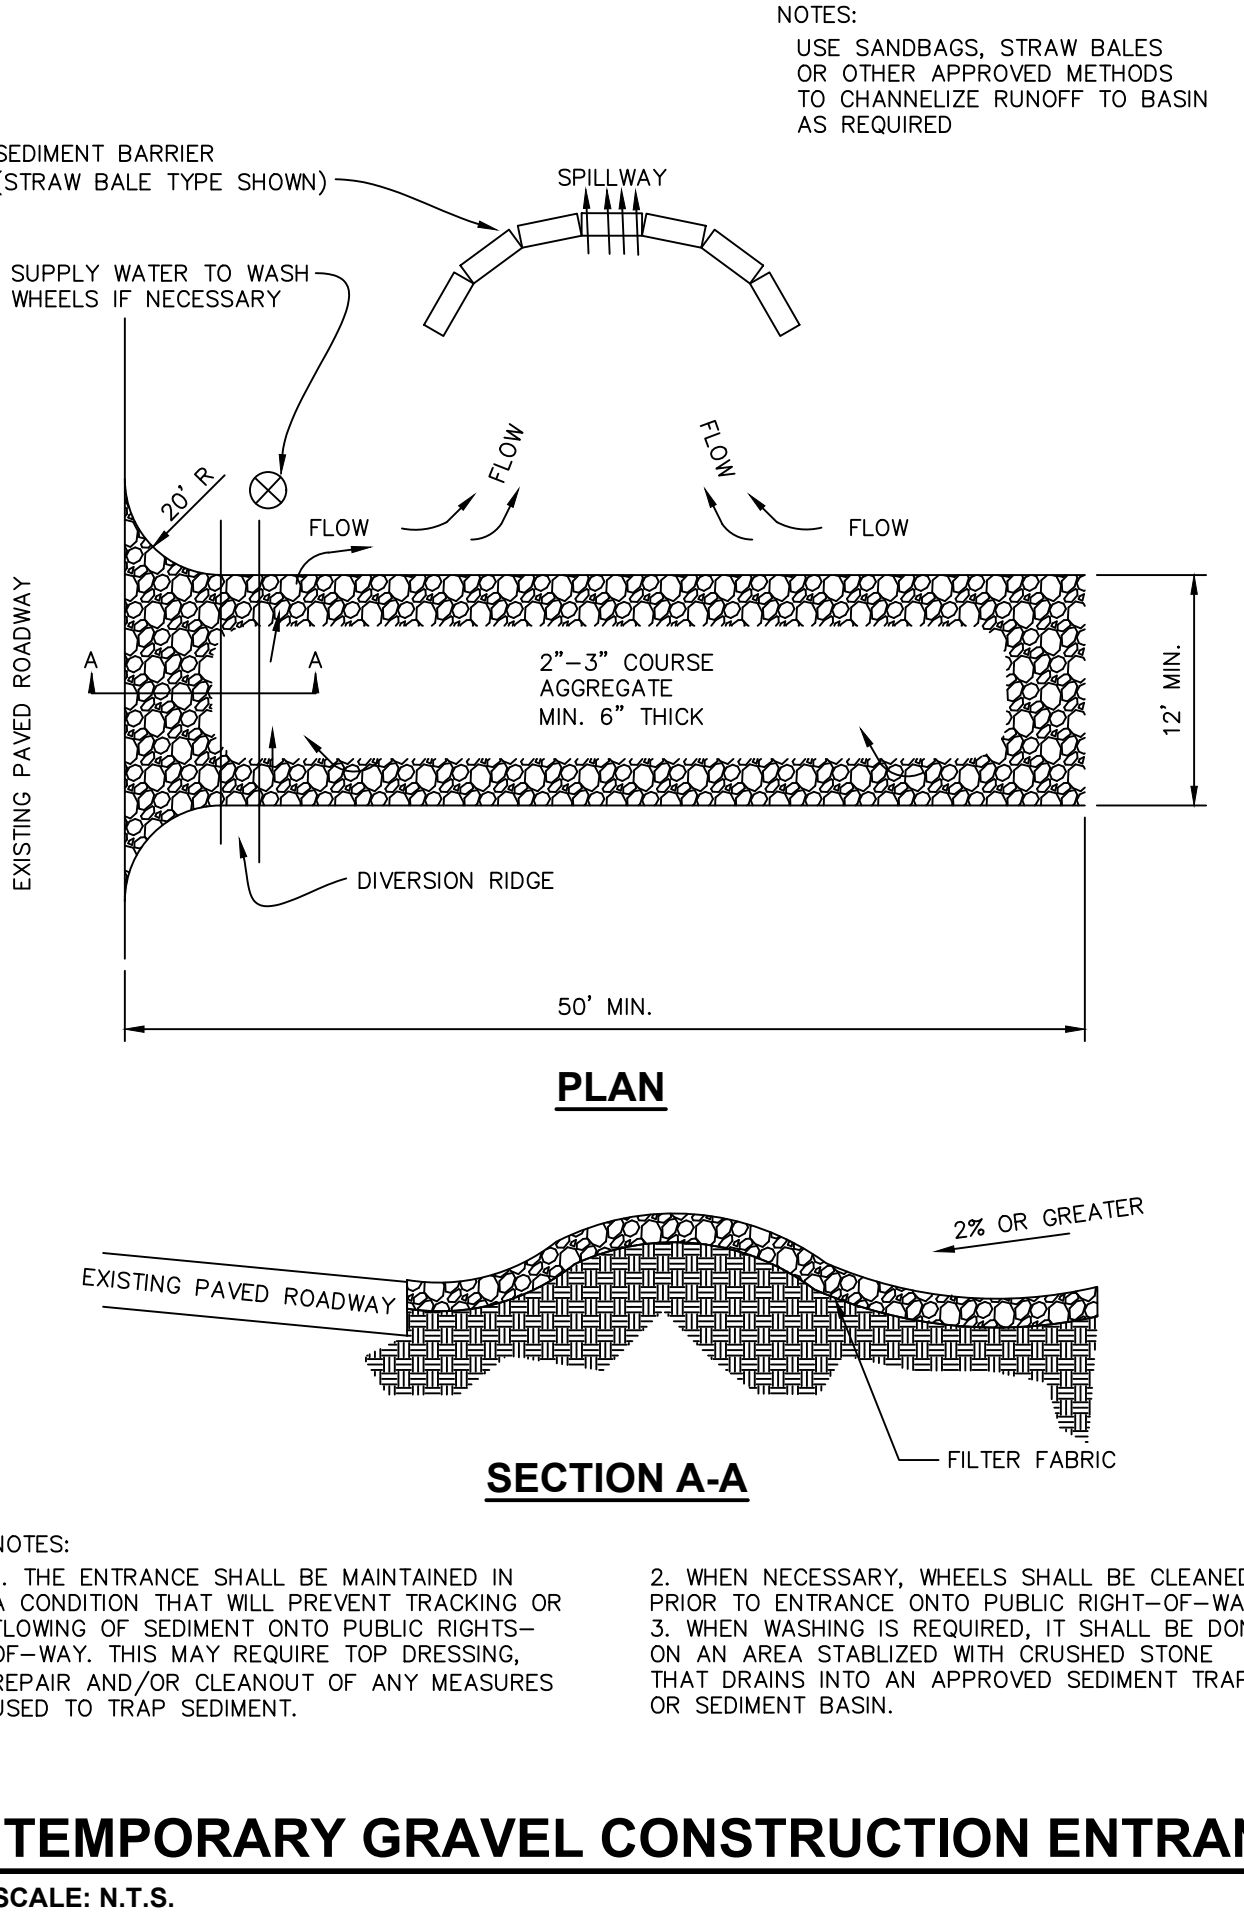 NOTES:
USE SANDBAGS, STRAW BALES
OR OTHER APPROVED METHODS
TO CHANNELIZE RUNOFF TO BASIN
AS REQUIRED
SEDIMENT BARRIER
(STRAW BALE TYPE SHOWN)
SPILLWAY
SUPPLY WATER TO WASH
WHEELS IF NECESSARY
FLOW
FLOW
20' R
FLOW
FLOW
EXISTING PAVED ROADWAY
A
A
2"-3" COURSE
AGGREGATE
MIN. 6" THICK
12' MIN.
DIVERSION RIDGE
50' MIN.
PLAN
2% OR GREATER
EXISTING PAVED ROADWAY
FILTER FABRIC
SECTION A-A
NOTES:
. THE ENTRANCE SHALL BE MAINTAINED IN
A CONDITION THAT WILL PREVENT TRACKING OR
FLOWING OF SEDIMENT ONTO PUBLIC RIGHTS-
OF-WAY. THIS MAY REQUIRE TOP DRESSING,
REPAIR AND/OR CLEANOUT OF ANY MEASURES
USED TO TRAP SEDIMENT.
2. WHEN NECESSARY, WHEELS SHALL BE CLEANED
PRIOR TO ENTRANCE ONTO PUBLIC RIGHT-OF-WA
3. WHEN WASHING IS REQUIRED, IT SHALL BE DON
ON AN AREA STABLIZED WITH CRUSHED STONE
THAT DRAINS INTO AN APPROVED SEDIMENT TRAP
OR SEDIMENT BASIN.
TEMPORARY GRAVEL CONSTRUCTION ENTRAN
SCALE: N.T.S.